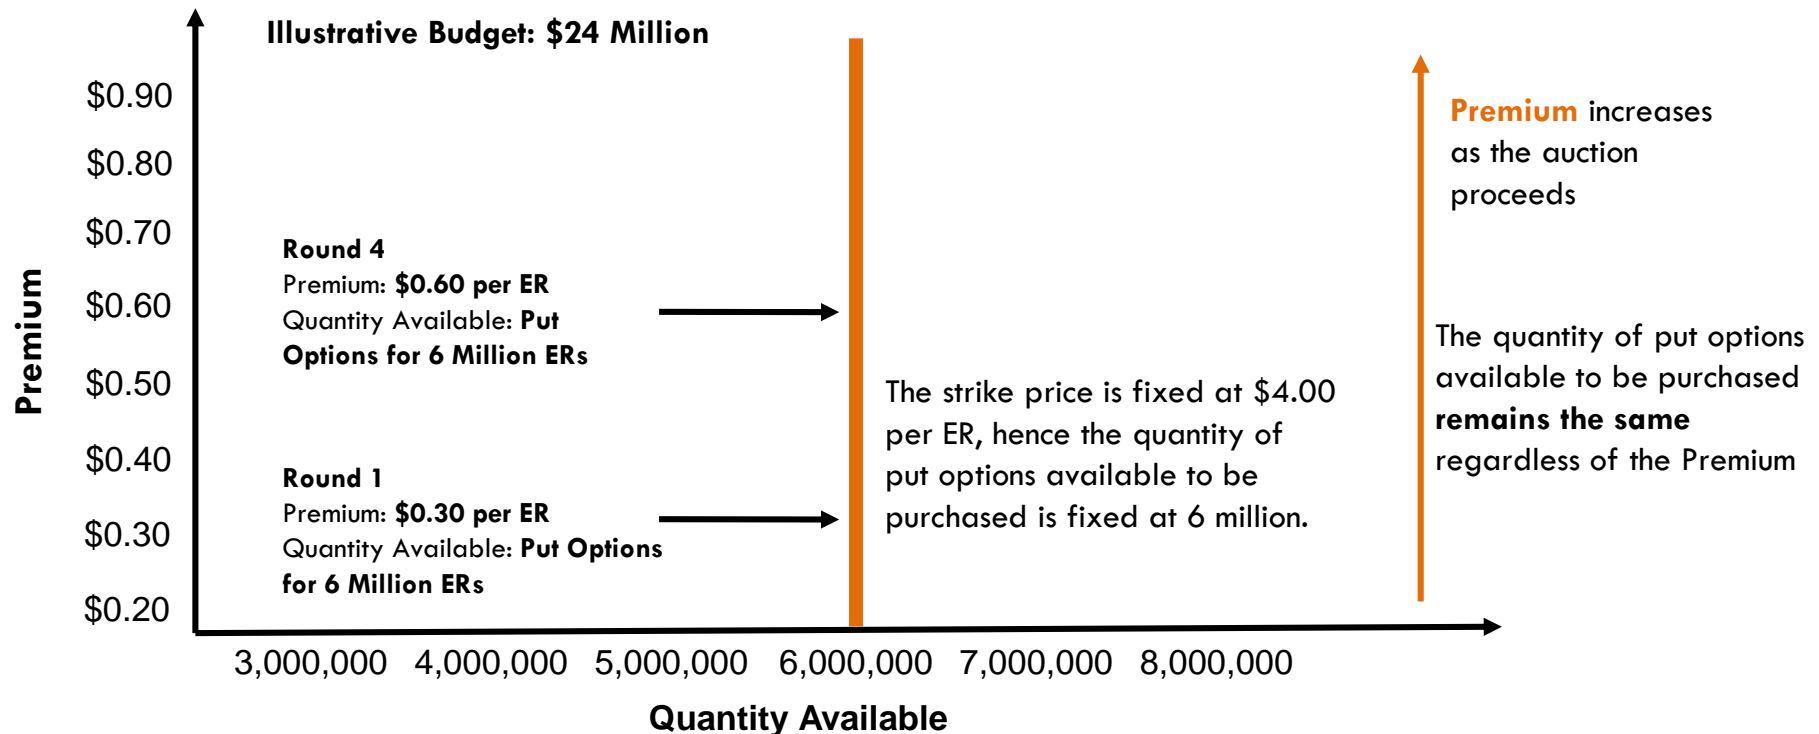 Illustrative Budget: $24 Million
Premium
$0.90
$0.80
$0.70
$0.60
$0.50
$0.40
$0.30
$0.20
Round 4
Premium: $0.60 per ER
Quantity Available: Put
Options for 6 Million ERs
Round 1
Premium: $0.30 per ER
Quantity Available: Put Options
for 6 Million ERs
The strike price is fixed at $4.00
per ER, hence the quantity of
put options available to be
purchased is fixed at 6 million.
Premium increases
as the auction
proceeds
The quantity of put options
available to be purchased
remains the same
regardless of the Premium
3,000,000 4,000,000 5,000,000 6,000,000 7,000,000 8,000,000
Quantity Available